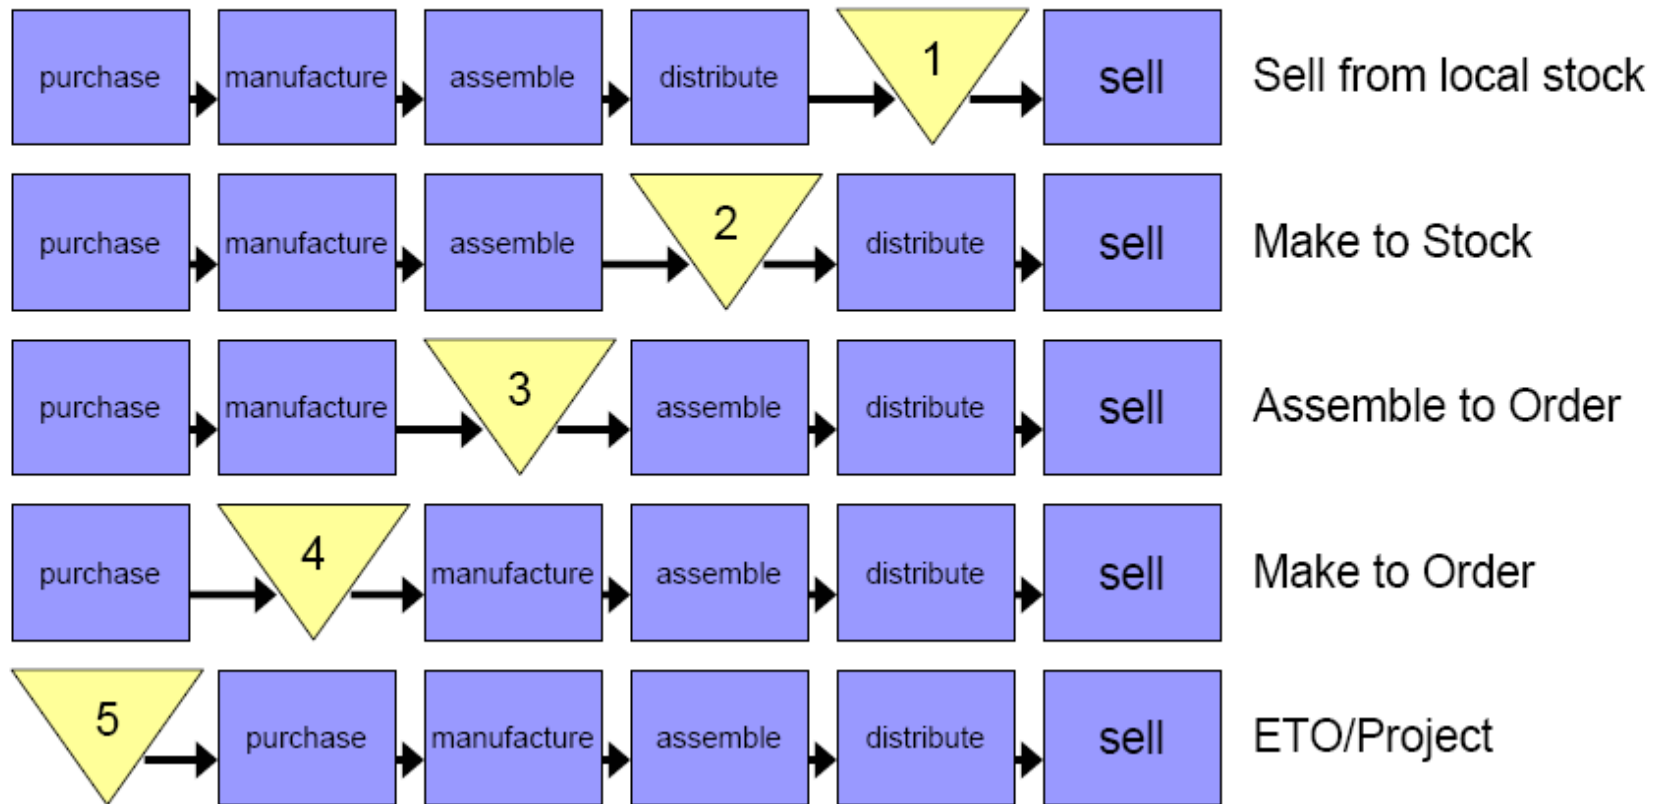 purchase manufacture assemble distribute 1 sell Sell from local stock
purchase manufacture assemble 2 distribute sell Make to Stock
purchase manufacture 3 assemble distribute sell Assemble to Order
purchase 4 manufacture assemble distribute sell Make to Order
5 purchase manufacture assemble distribute sell ETO/Project